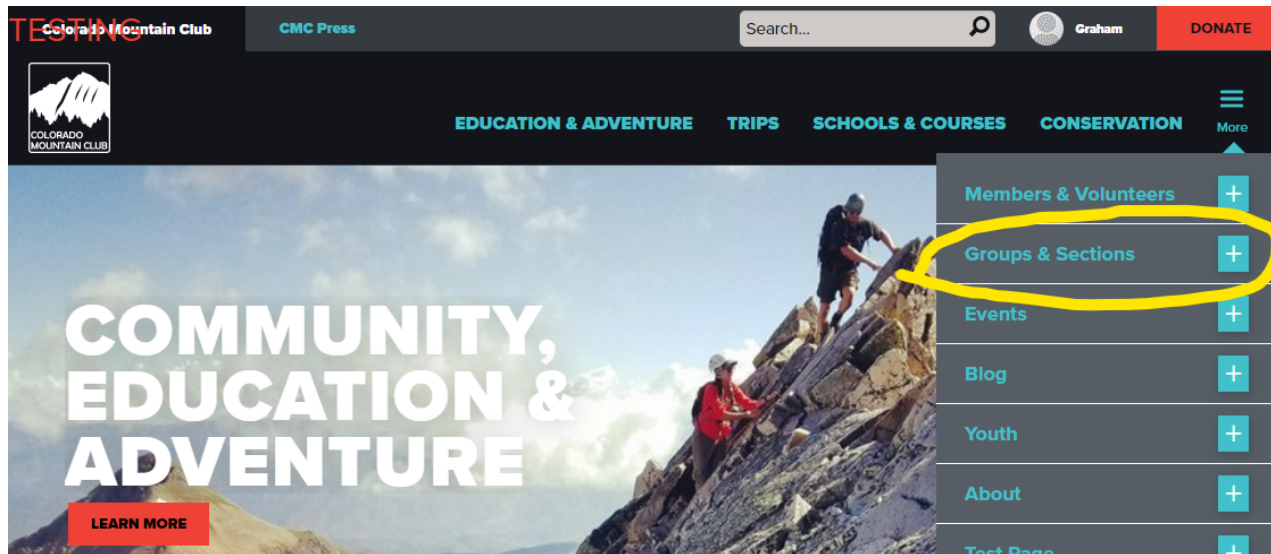 TESTING
Colorado Mountain Club
CMC Press
Search...
Graham
DONATE
COLORADO
MOUNTAIN CLUB
EDUCATION & ADVENTURE
TRIPS
SCHOOLS & COURSES
CONSERVATION
More
Members & Volunteers
Groups & Sections
Events
Blog
Youth
About
Test Page
COMMUNITY,
EDUCATION &
ADVENTURE
LEARN MORE